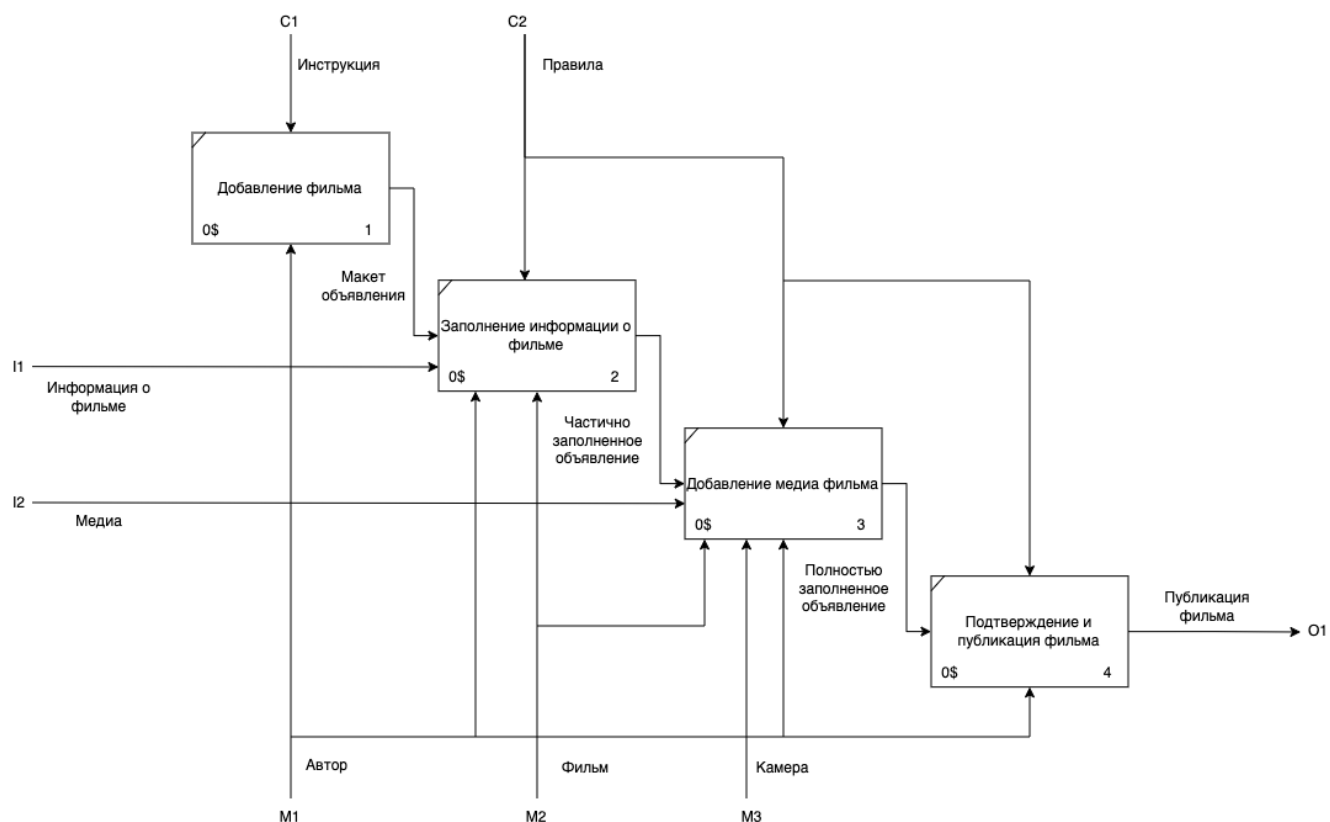 C1
C2
Инструкция
Правила
Добавление фильма
0$ 1
Макет
объявления
Заполнение информации о
фильме
0$ 2
I1
Информация о
фильме
Частично
заполненное
объявление
Добавление медиа фильма
0$ 3
I2
Медиа
Полностью
заполненное
объявление
Подтверждение и
публикация фильма
0$ 4
Публикация
фильма
O1
Автор
Фильм
Камера
M1
M2
M3